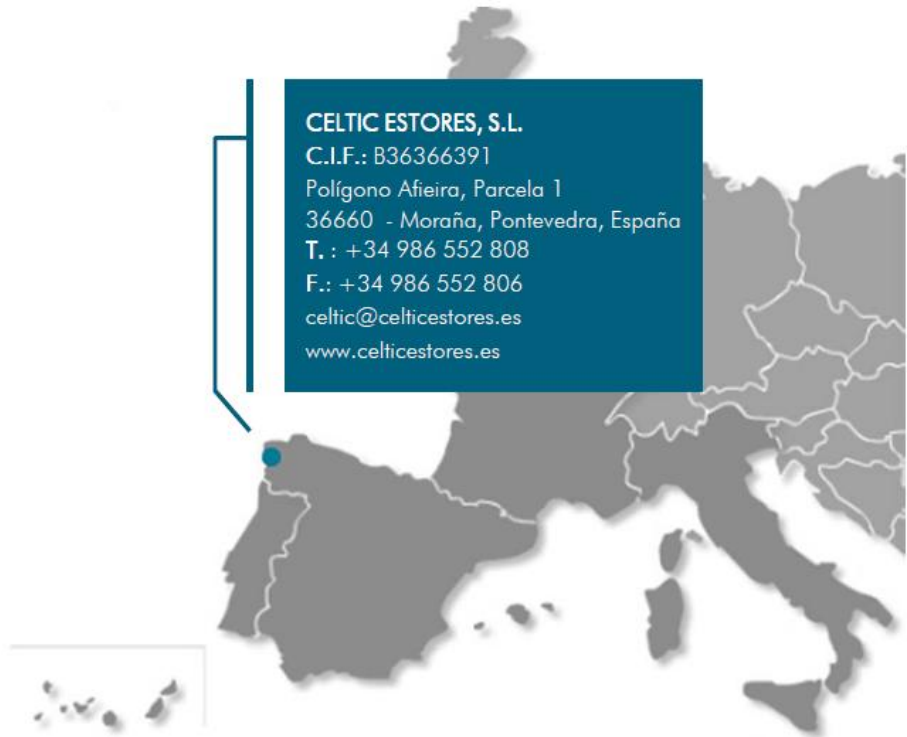 CELTIC ESTORES, S.L.
C.I.F.: B36366391
Polígono Afieira, Parcela 1
36660 - Moraña, Pontevedra, España
T. : +34 986 552 808
F.: +34 986 552 806
celtic@celticestores.es
www.celticestores.es